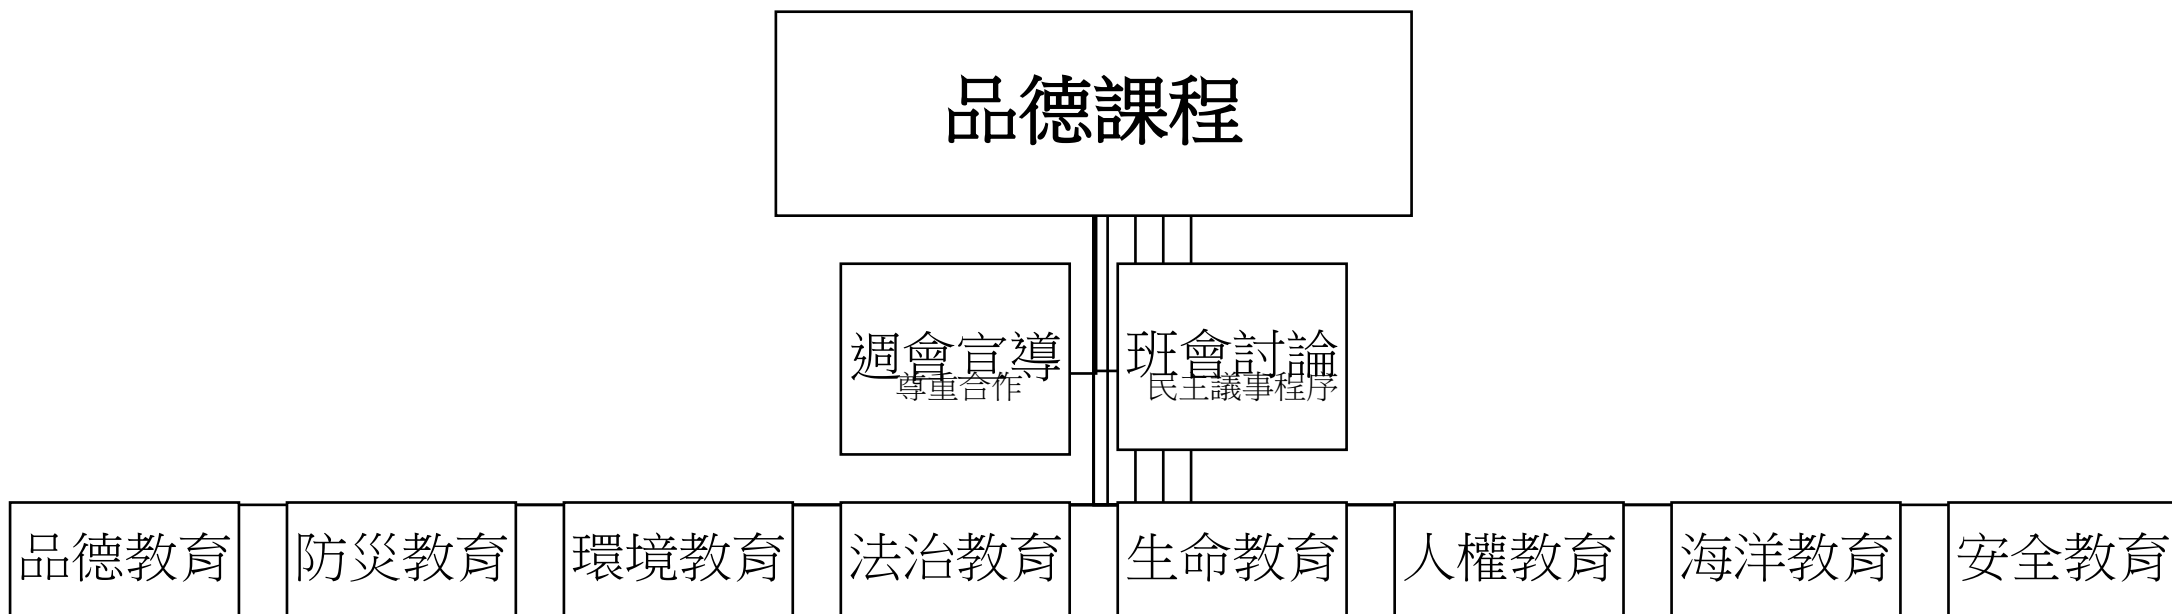 品德課程
週會宣導
尊重合作
班會討論
民主議事程序
品德教育
防災教育
環境教育
法治教育
生命教育
人權教育
海洋教育
安全教育